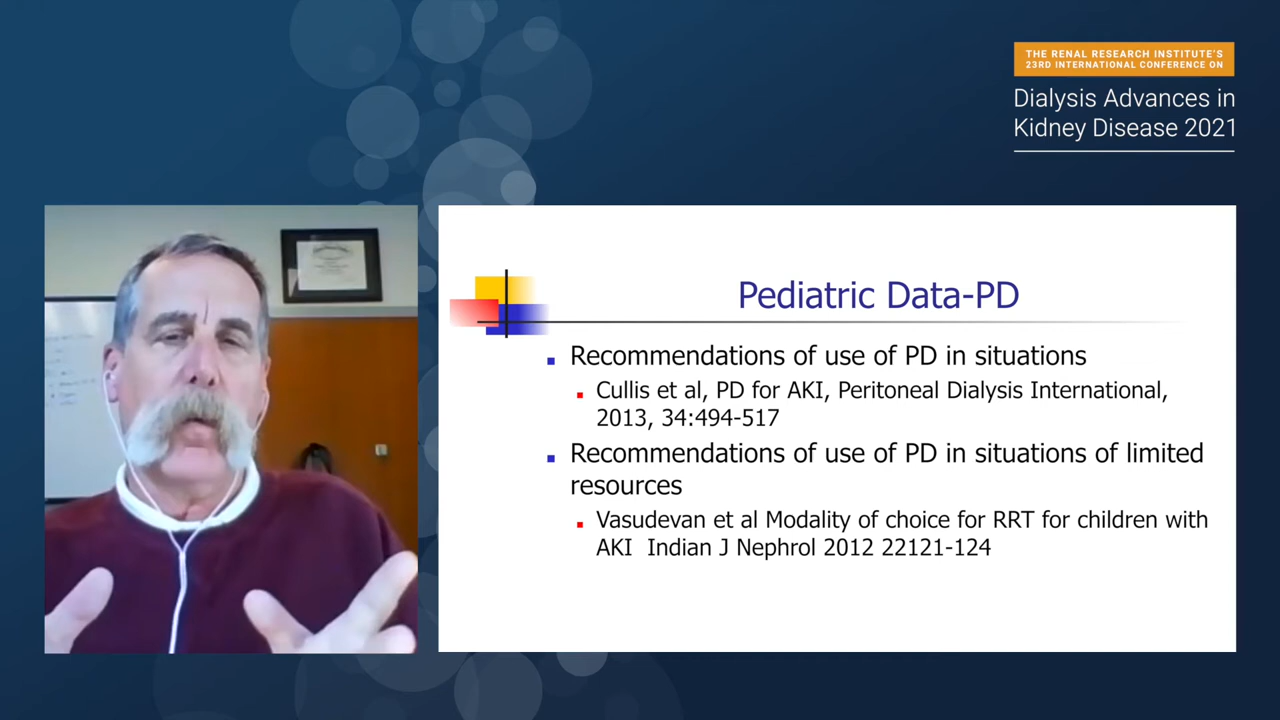 THE RENAL RESEARCH INSTITUTE'S
23RD INTERNATIONAL CONFERENCE ON
Dialysis Advances in
Kidney Disease 2021
Pediatric Data-PD
Recommendations of use of PD in situations
Cullis et al, PD for AKI, Peritoneal Dialysis International,
2013, 34:494-517
Recommendations of use of PD in situations of limited
resources
Vasudevan et al Modality of choice for RRT for children with
AKI Indian J Nephrol 2012 22121-124